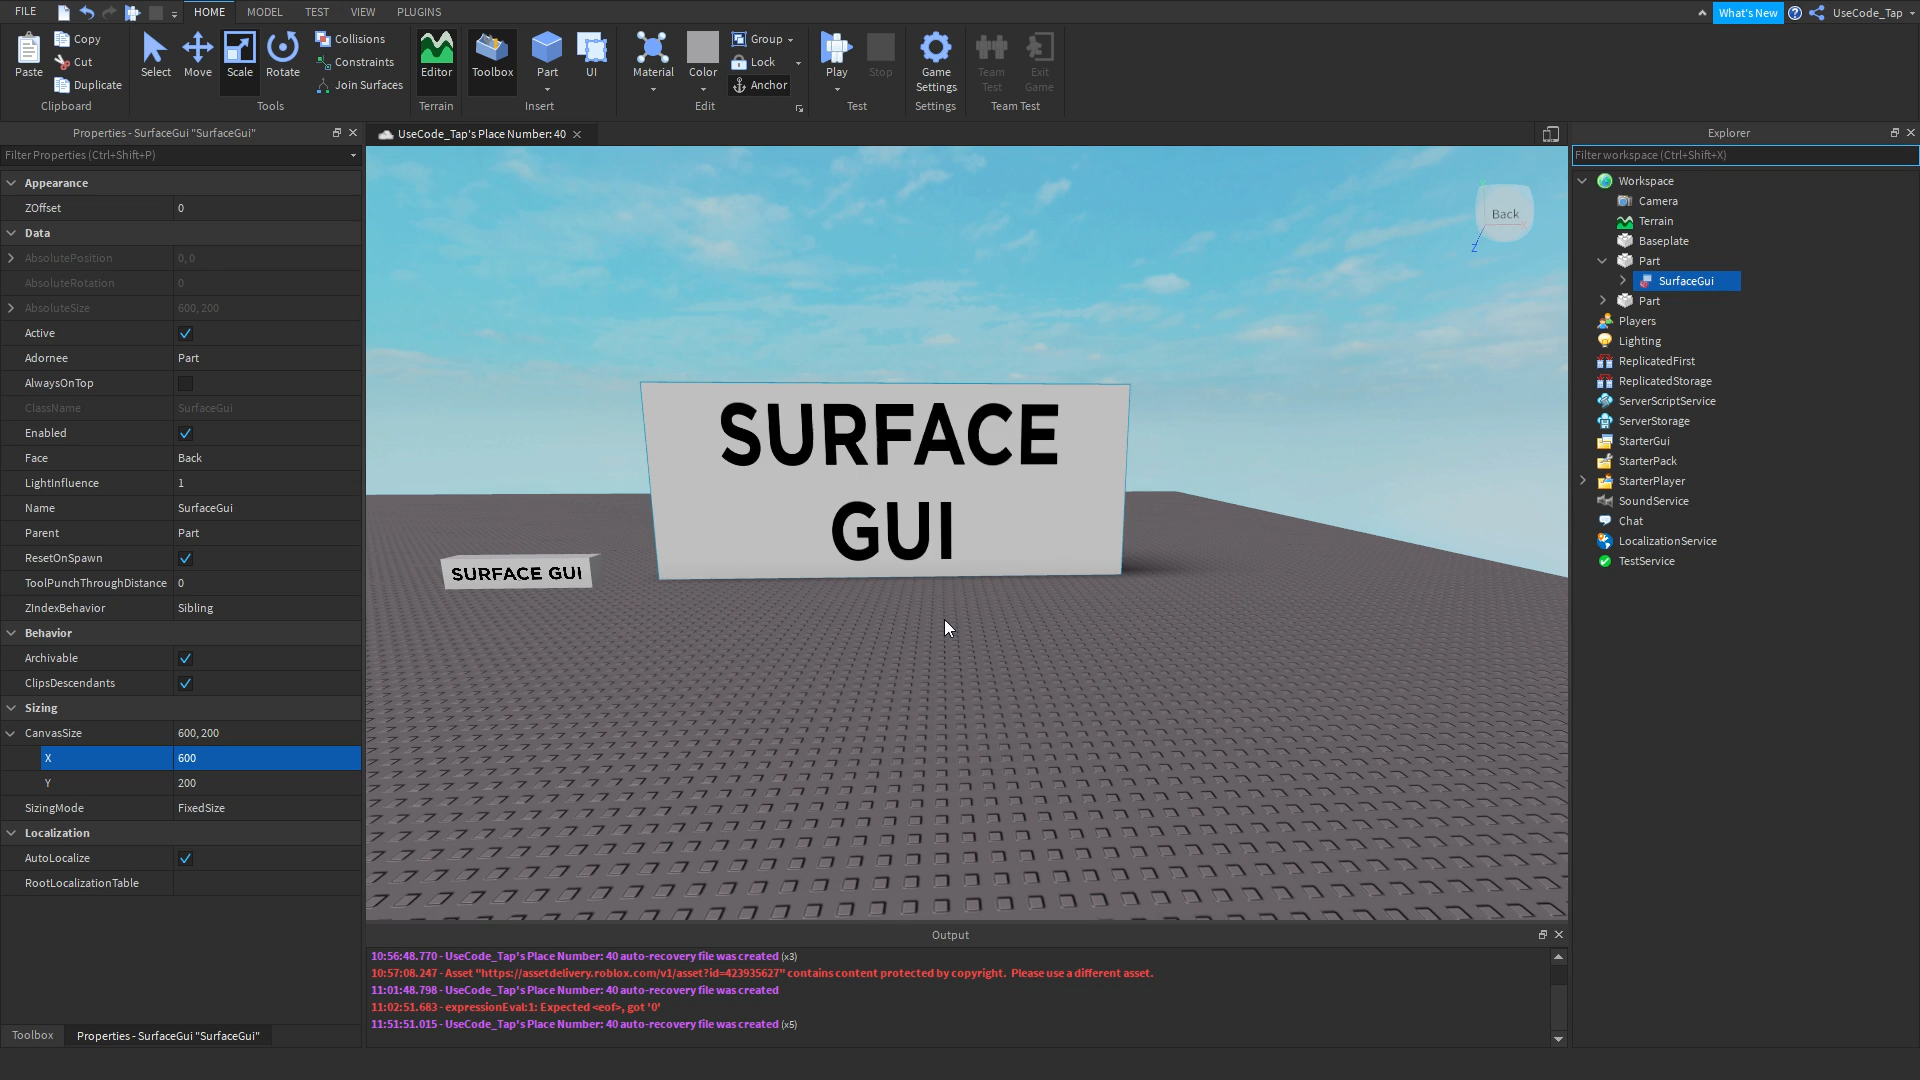 FILE
HOME
MODEL
TEST
VIEW
PLUGINS
What's New
UseCode_Tap
Paste
Copy
Cut
Duplicate
Clipboard
Select
Move
Scale
Rotate
Collisions
Constraints
Join Surfaces
Tools
Editor
Terrain
Toolbox
Part
UI
Insert
Material
Color
Group
Lock
Anchor
Edit
Play
Stop
Test
Game
Settings
Settings
Team
Test
Exit
Game
Team Test
Properties - SurfaceGui "SurfaceGui"
Filter Properties (Ctrl+Shift+P)
Appearance
ZOffset 0
Data
AbsolutePosition 0, 0
AbsoluteRotation 0
AbsoluteSize 600, 200
Active
Adornee Part
AlwaysOnTop
ClassName SurfaceGui
Enabled
Face Back
LightInfluence 1
Name SurfaceGui
Parent Part
ResetOnSpawn
ToolPunchThroughDistance 0
ZIndexBehavior Sibling
Behavior
Archivable
ClipsDescendants
Sizing
CanvasSize 600, 200
X 600
Y 200
SizingMode FixedSize
Localization
AutoLocalize
RootLocalizationTable
Toolbox
Properties - SurfaceGui "SurfaceGui"
UseCode_Tap's Place Number: 40
Back
Z
SURFACE
GUI
SURFACE GUI
Output
10:56:48.770 - UseCode_Tap's Place Number: 40 auto-recovery file was created (x3)
10:57:08.247 - Asset "https://assetdelivery.roblox.com/v1/asset?id=423935627" contains content protected by copyright. Please use a different asset.
11:01:48.798 - UseCode_Tap's Place Number: 40 auto-recovery file was created
11:02:51.683 - expressionEval:1: Expected <eof>, got '0'
11:51:51.015 - UseCode_Tap's Place Number: 40 auto-recovery file was created (x5)
Explorer
Filter workspace (Ctrl+Shift+X)
Workspace
Camera
Terrain
Baseplate
Part
SurfaceGui
Part
Players
Lighting
ReplicatedFirst
ReplicatedStorage
ServerScriptService
ServerStorage
StarterGui
StarterPack
StarterPlayer
SoundService
Chat
LocalizationService
TestService